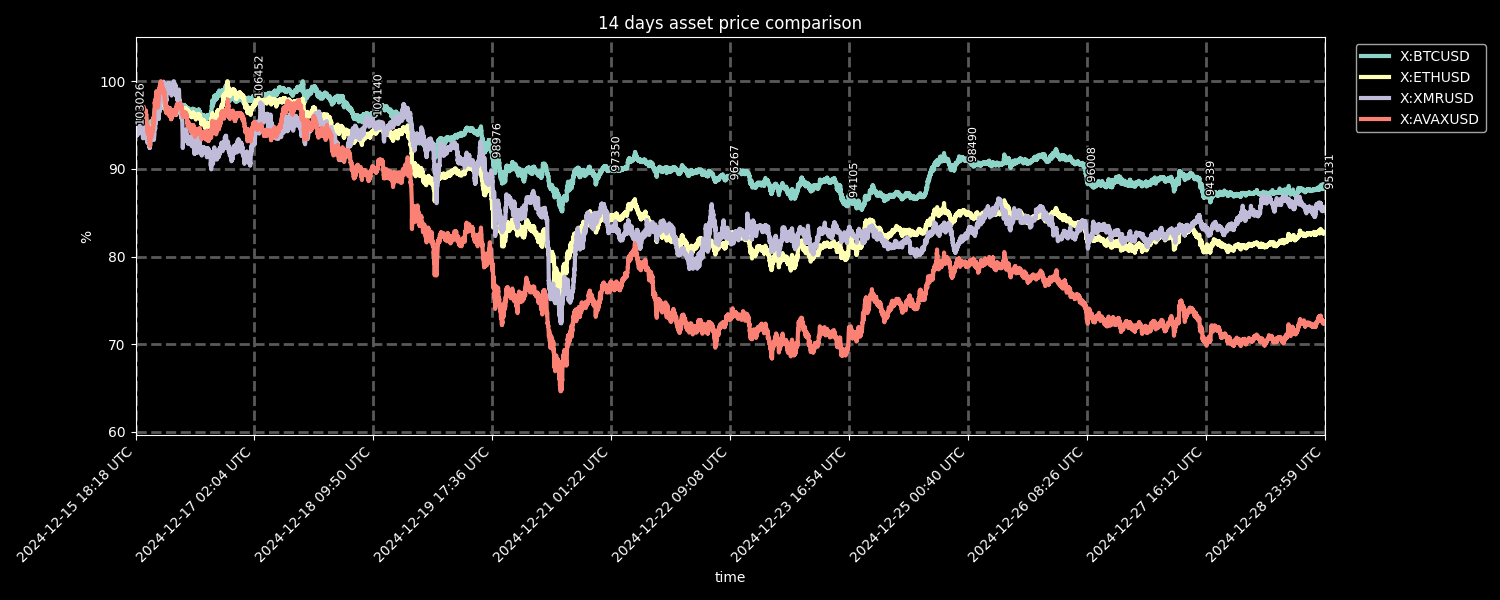 14 days asset price comparison
X:BTCUSD
X:ETHUSD
X:XMRUSD
X:AVAXUSD
%
100
90
80
70
60
103026
106452
104140
98976
97350
96267
94105
98490
96008
94339
95131
2024-12-15 18:18 UTC
2024-12-17 02:04 UTC
2024-12-18 09:50 UTC
2024-12-19 17:36 UTC
2024-12-21 01:22 UTC
2024-12-22 09:08 UTC
2024-12-23 16:54 UTC
2024-12-25 00:40 UTC
2024-12-26 08:26 UTC
2024-12-27 16:12 UTC
2024-12-28 23:59 UTC
time